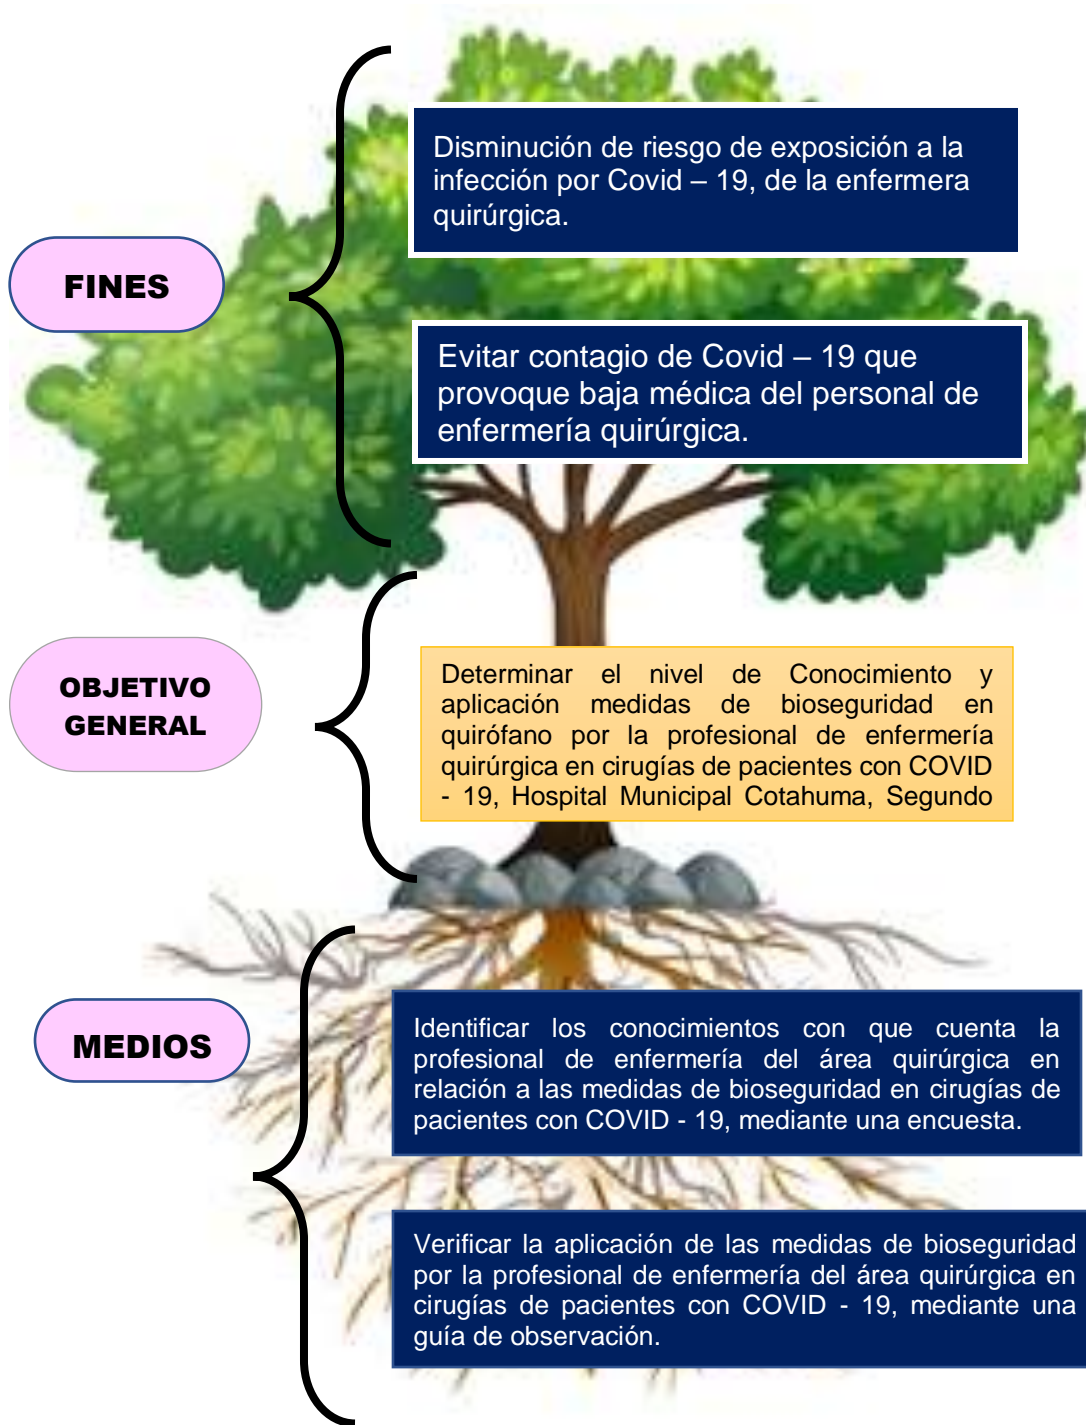 FINES
Disminución de riesgo de exposición a la
infección por Covid – 19, de la enfermera
quirúrgica.
Evitar contagio de Covid – 19 que
provoque baja médica del personal de
enfermería quirúrgica.
OBJETIVO
GENERAL
Determinar el nivel de Conocimiento y
aplicación medidas de bioseguridad en
quirófano por la profesional de enfermería
quirúrgica en cirugías de pacientes con COVID
- 19, Hospital Municipal Cotahuma, Segundo
MEDIOS
Identificar los conocimientos con que cuenta la
profesional de enfermería del área quirúrgica en
relación a las medidas de bioseguridad en cirugías de
pacientes con COVID - 19, mediante una encuesta.
Verificar la aplicación de las medidas de bioseguridad
por la profesional de enfermería del área quirúrgica en
cirugías de pacientes con COVID - 19, mediante una
guía de observación.